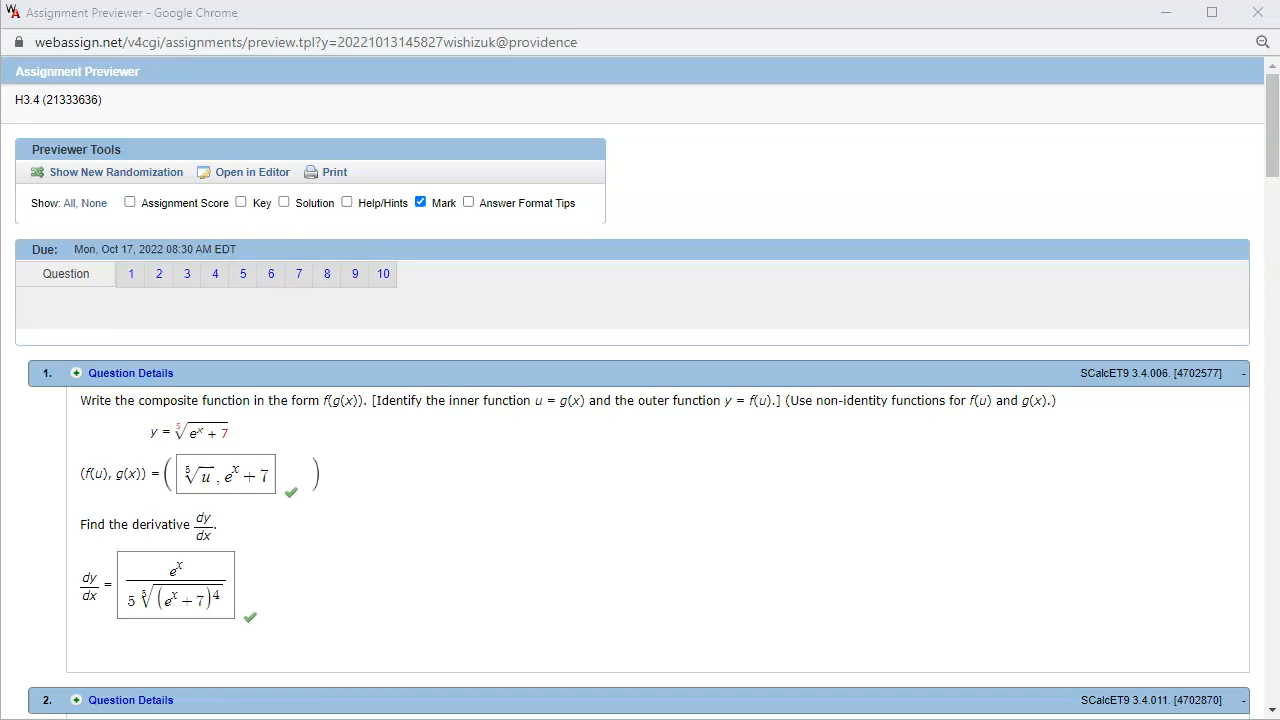 WA Assignment Previewer - Google Chrome
webassign.net/v4cgi/assignments/preview.tpl?y=20221013145827wishizuk@providence
Assignment Previewer
H3.4 (21333636)
Previewer Tools
Show New Randomization Open in Editor Print
Show: All, None Assignment Score Key Solution Help/Hints Mark Answer Format Tips
Due: Mon, Oct 17, 2022 08:30 AM EDT
Question 1 2 3 4 5 6 7 8 9 10
1. + Question Details SCalcET9 3.4.006. [4702577] -
Write the composite function in the form f(g(x)). [Identify the inner function u = g(x) and the outer function y = f(u).] (Use non-identity functions for f(u) and g(x).)
y = ⁵√(eˣ + 7)
(f(u), g(x)) = ( ⁵√u , eˣ + 7 )
Find the derivative dy/dx.
dy/dx = eˣ / (5 ⁵√((eˣ + 7)⁴))
2. + Question Details SCalcET9 3.4.011. [4702870] -